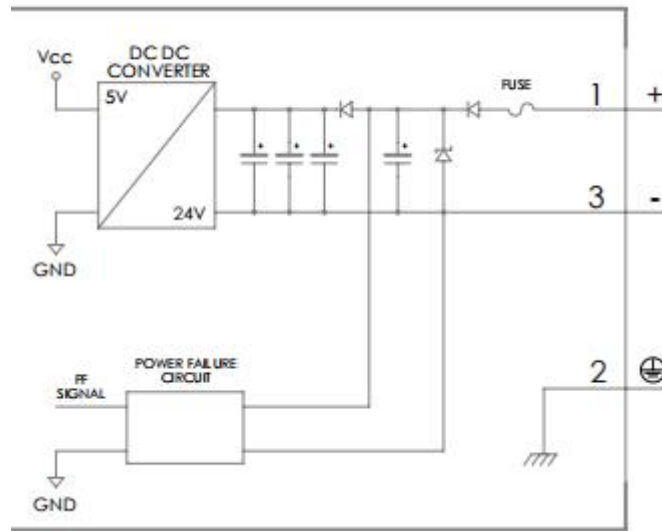 Vcc
DC DC
CONVERTER
5V
24V
GND
FUSE
1 +
3 -
2
POWER FAILURE
CIRCUIT
PF
SIGNAL
GND